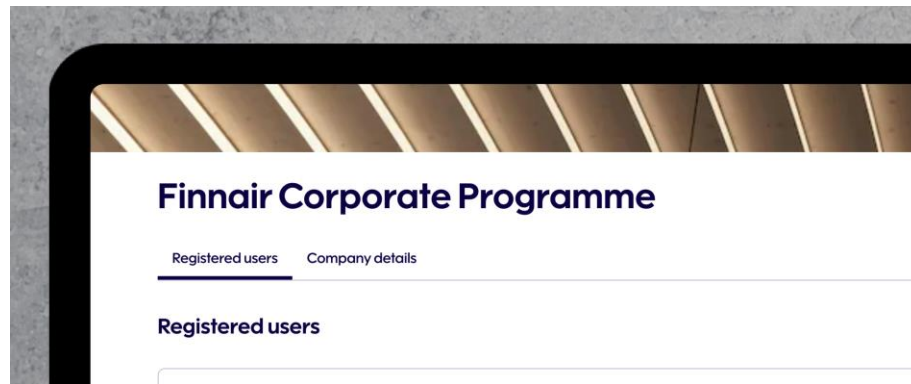 Finnair Corporate Programme
Registered users Company details
Registered users